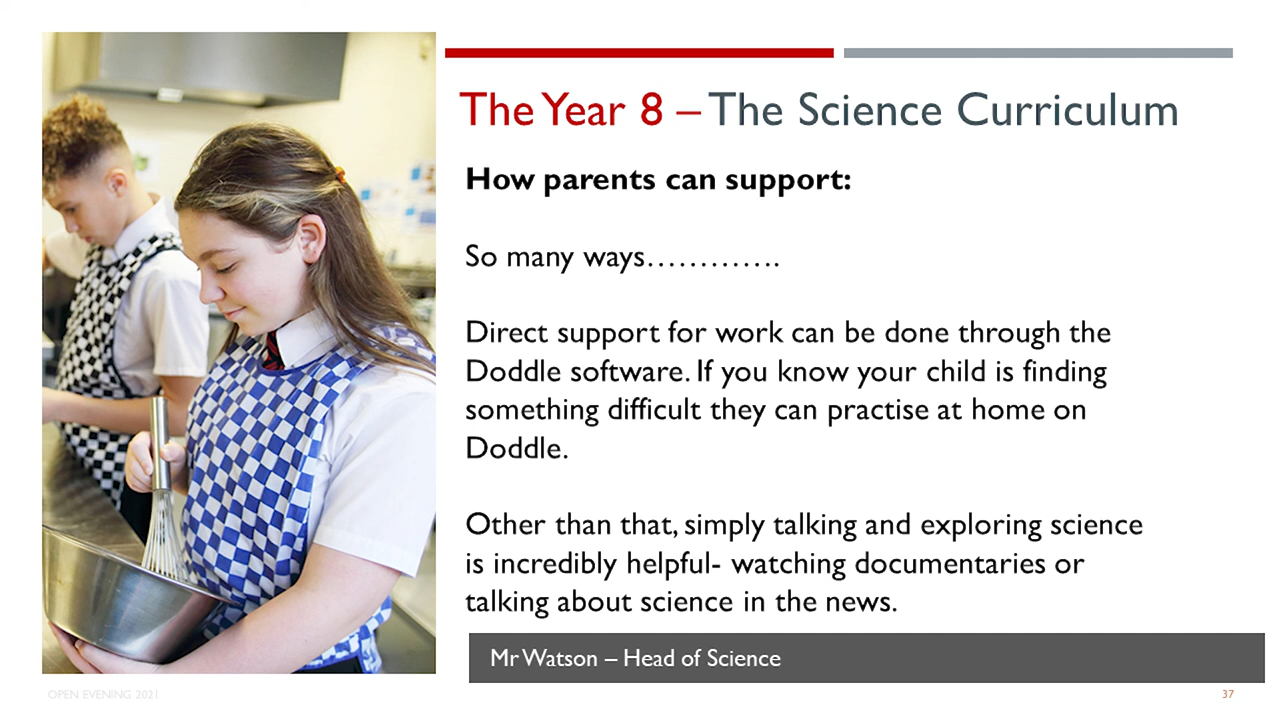 The Year 8 – The Science Curriculum
How parents can support:
So many ways………….
Direct support for work can be done through the
Doddle software. If you know your child is finding
something difficult they can practise at home on
Doddle.
Other than that, simply talking and exploring science
is incredibly helpful- watching documentaries or
talking about science in the news.
Mr Watson – Head of Science
OPEN EVENING 2021
37